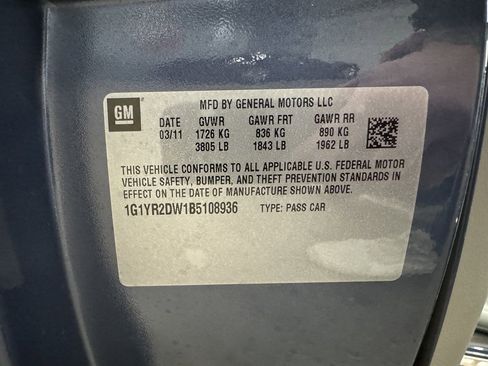 GM
MFD BY GENERAL MOTORS LLC
DATE GVWR GAWR FRT GAWR RR
03/11 1726 KG 836 KG 890 KG
3805 LB 1843 LB 1962 LB
THIS VEHICLE CONFORMS TO ALL APPLICABLE U.S. FEDERAL MOTOR
VEHICLE SAFETY, BUMPER, AND THEFT PREVENTION STANDARDS IN
EFFECT ON THE DATE OF MANUFACTURE SHOWN ABOVE.
1G1YR2DW1B5108936 TYPE: PASS CAR